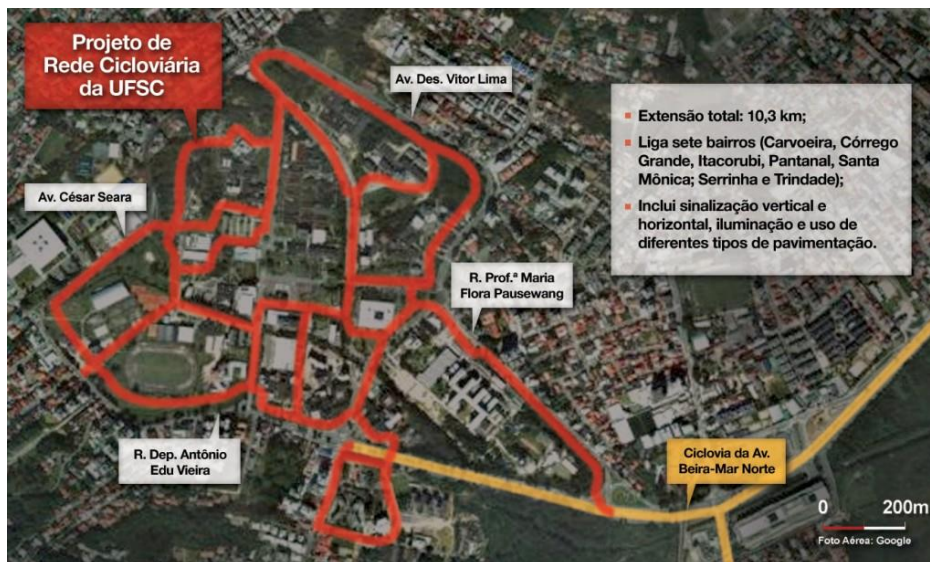 Projeto de
Rede Cicloviária
da UFSC
Av. Des. Vitor Lima
Extensão total: 10,3 km;
Liga sete bairros (Carvoeira, Córrego
Grande, Itacorubi, Pantanal, Santa
Mônica; Serrinha e Trindade);
Inclui sinalização vertical e
horizontal, iluminação e uso de
diferentes tipos de pavimentação.
Av. César Seara
R. Prof.ª Maria
Flora Pausewang
R. Dep. Antônio
Edu Vieira
Ciclovia da Av.
Beira-Mar Norte
0 200m
Foto Aérea: Google